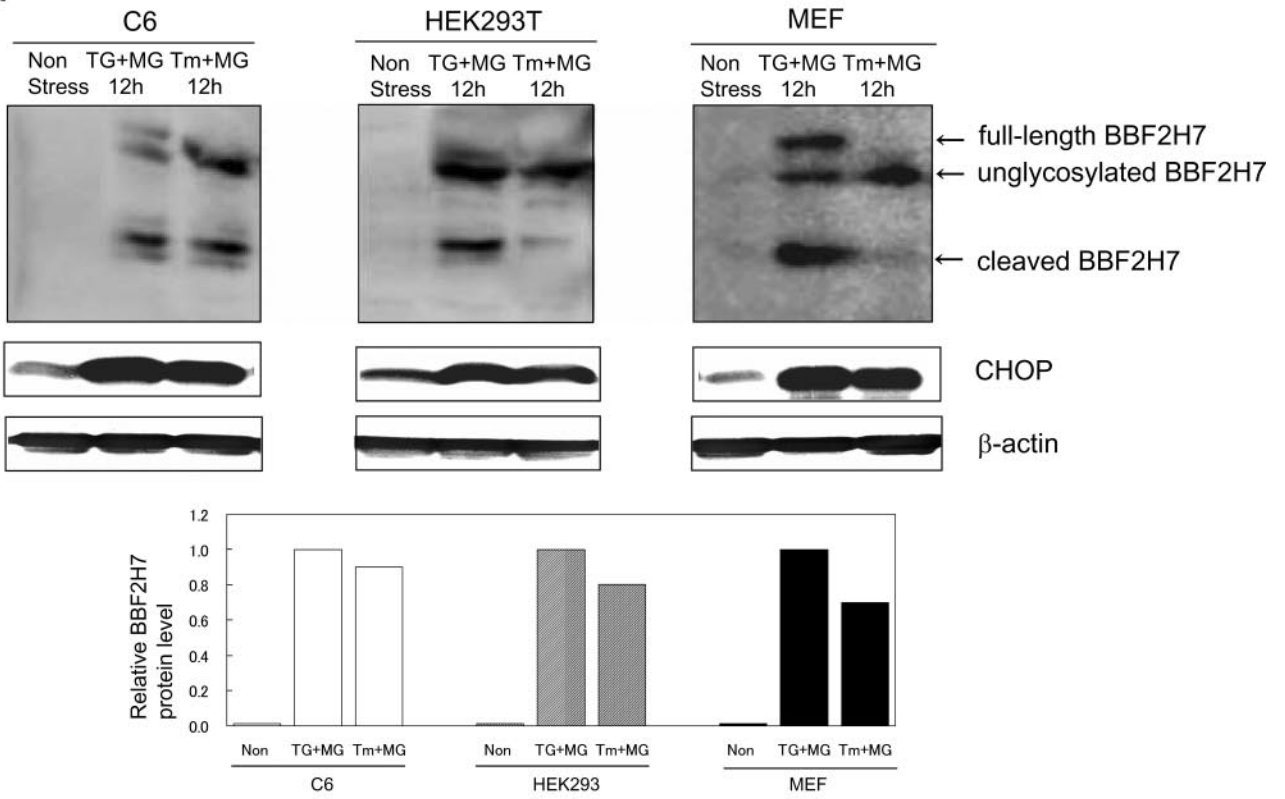 C6 HEK293T MEF
Non TG+MG Tm+MG Non TG+MG Tm+MG Non TG+MG Tm+MG
Stress 12h 12h Stress 12h 12h Stress 12h 12h
← full-length BBF2H7
← unglycosylated BBF2H7
← cleaved BBF2H7
CHOP
β-actin
Relative BBF2H7
protein level
1.2
1.0
0.8
0.6
0.4
0.2
0.0
Non TG+MG Tm+MG Non TG+MG Tm+MG Non TG+MG Tm+MG
C6 HEK293 MEF